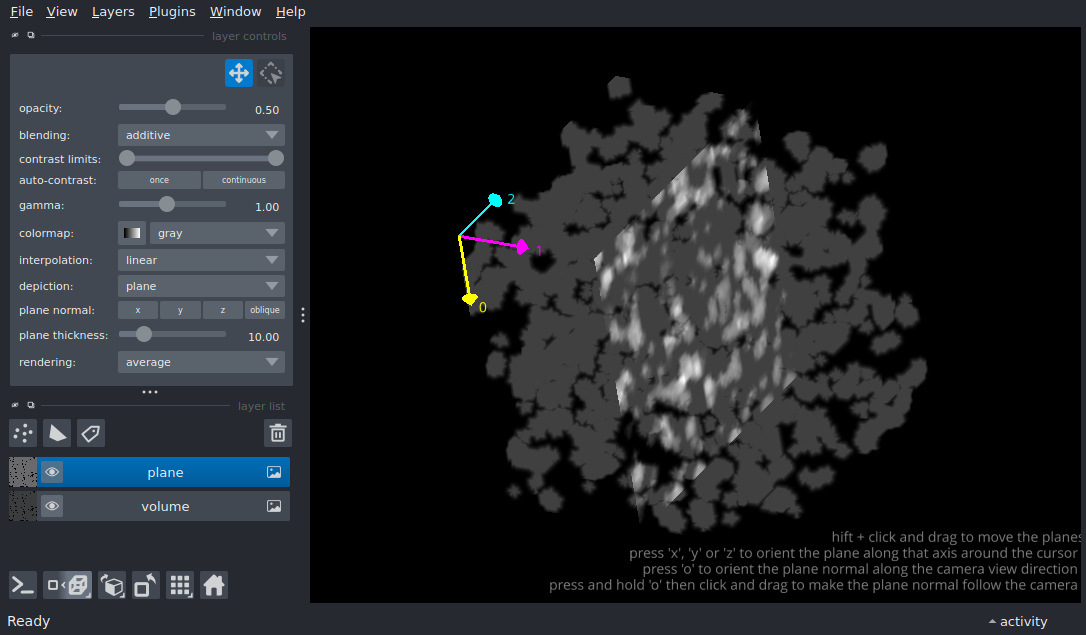 File View Layers Plugins Window Help
layer controls
opacity: 0.50
blending: additive
contrast limits:
auto-contrast: once continuous
gamma: 1.00
colormap: gray
interpolation: linear
depiction: plane
plane normal: x y z oblique
plane thickness: 10.00
rendering: average
layer list
plane
volume
2
1
0
hift + click and drag to move the planes
press 'x', 'y' or 'z' to orient the plane along that axis around the cursor
press 'o' to orient the plane normal along the camera view direction
press and hold 'o' then click and drag to make the plane normal follow the camera
Ready
activity